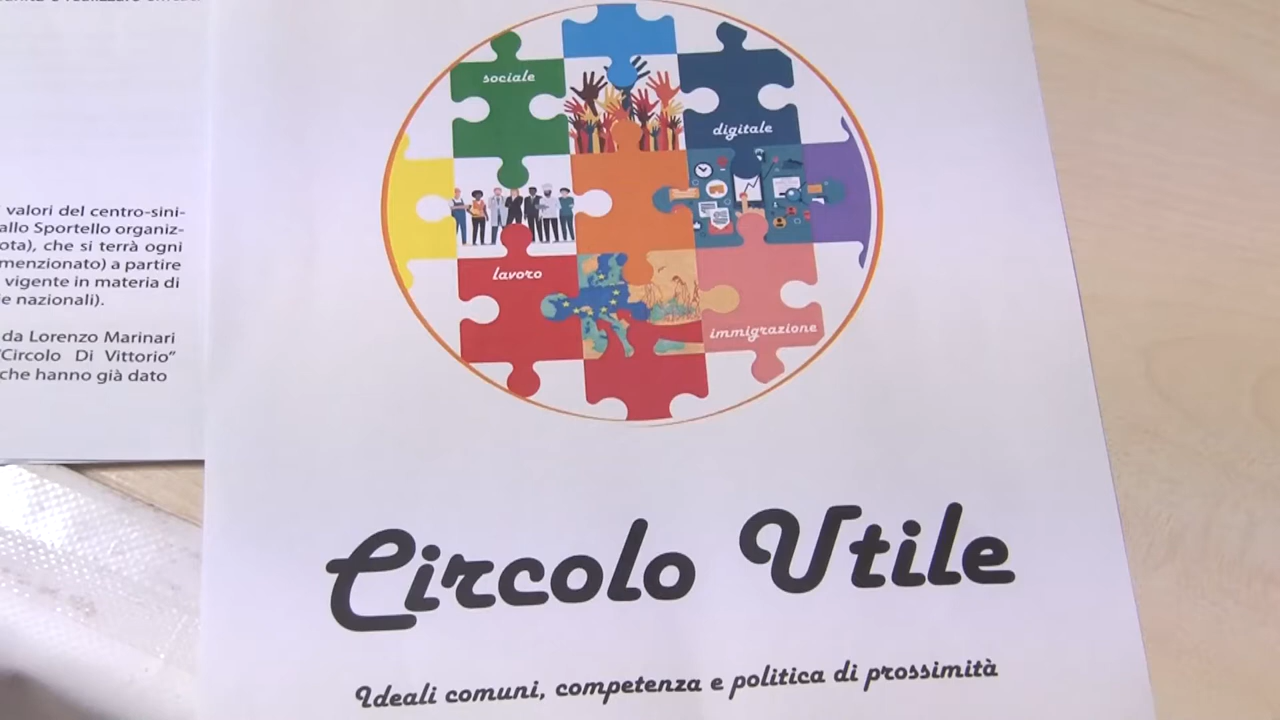 valori del centro-sini-
allo Sportello organiz-
che si terrà ogni
menzionato) a partire
vigente in materia di
e nazionali).
da Lorenzo Marinari
"Circolo Di Vittorio"
che hanno già dato
sociale
digitale
lavoro
immigrazione
Circolo Utile
Ideali comuni, competenza e politica di prossimità